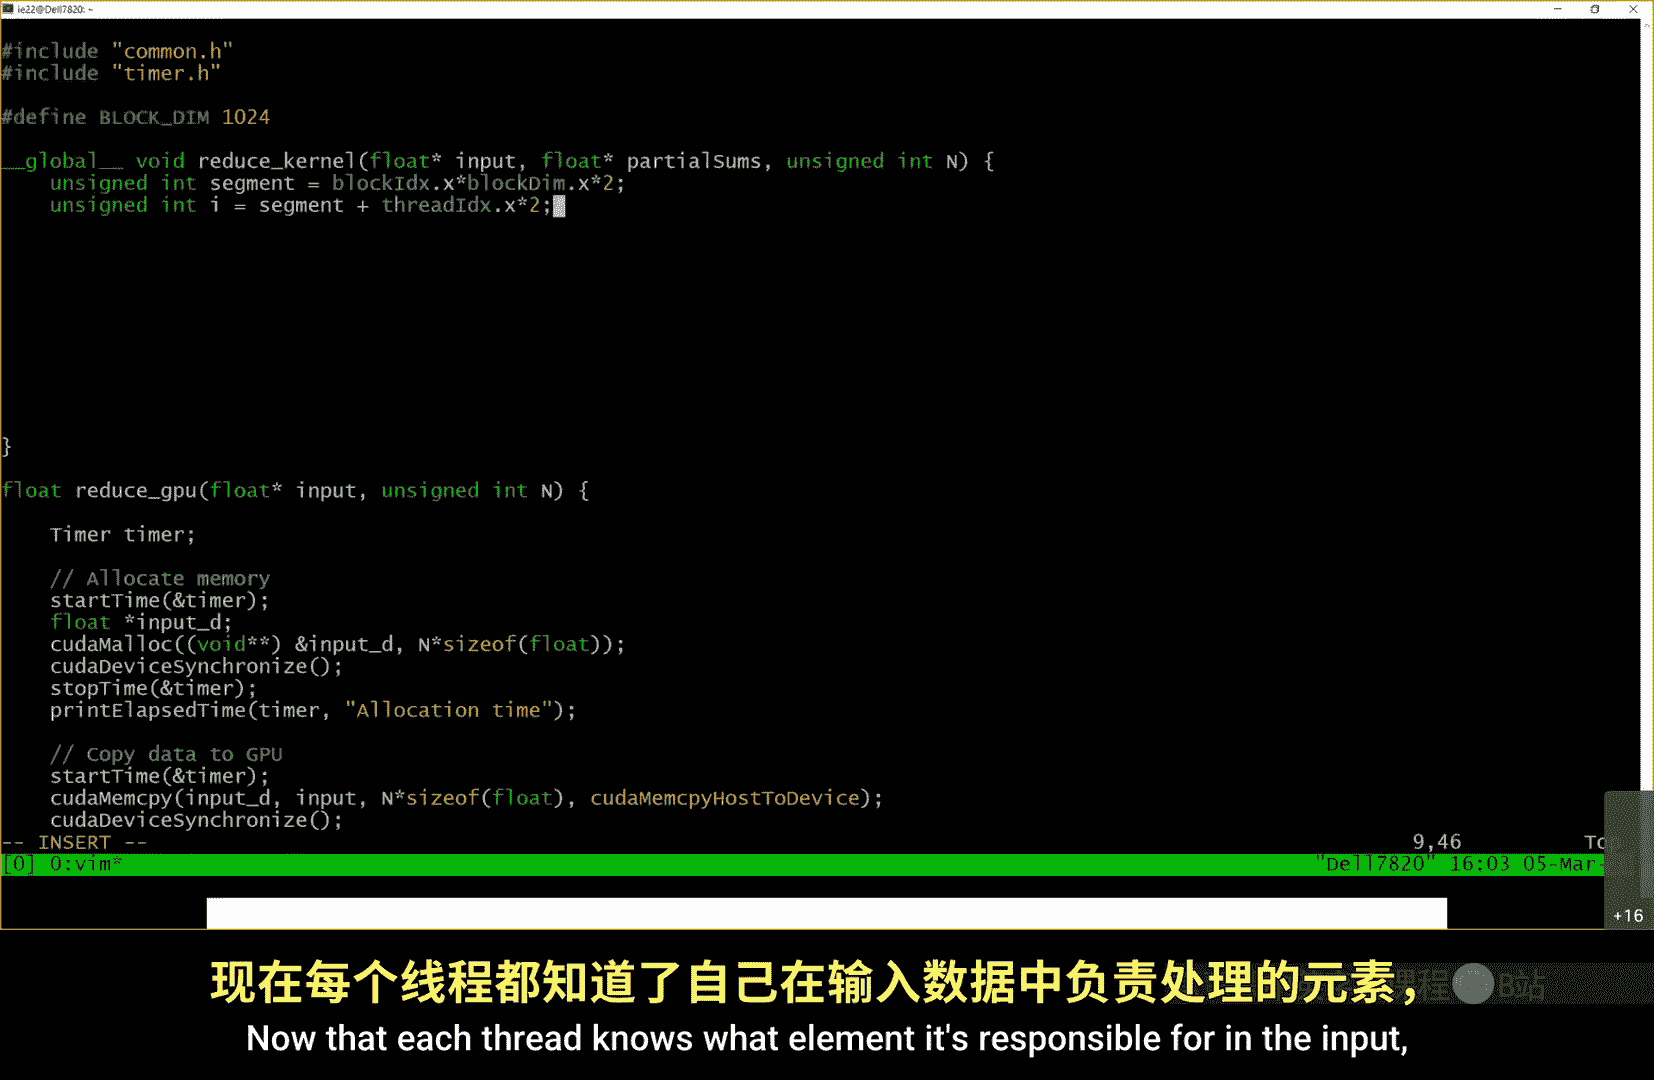 ie22@Dell7820: ~
#include "common.h"
#include "timer.h"
#define BLOCK_DIM 1024
__global__ void reduce_kernel(float* input, float* partialSums, unsigned int N) {
    unsigned int segment = blockIdx.x*blockDim.x*2;
    unsigned int i = segment + threadIdx.x*2;
}
float reduce_gpu(float* input, unsigned int N) {
    Timer timer;
    // Allocate memory
    startTime(&timer);
    float *input_d;
    cudaMalloc((void**) &input_d, N*sizeof(float));
    cudaDeviceSynchronize();
    stopTime(&timer);
    printElapsedTime(timer, "Allocation time");
    // Copy data to GPU
    startTime(&timer);
    cudaMemcpy(input_d, input, N*sizeof(float), cudaMemcpyHostToDevice);
    cudaDeviceSynchronize();
-- INSERT -- 9,46
[0] 0:vim* "Dell7820" 16:03 05-Mar-
+16
现在每个线程都知道了自己在输入数据中负责处理的元素，
程 B站
Now that each thread knows what element it's responsible for in the input,